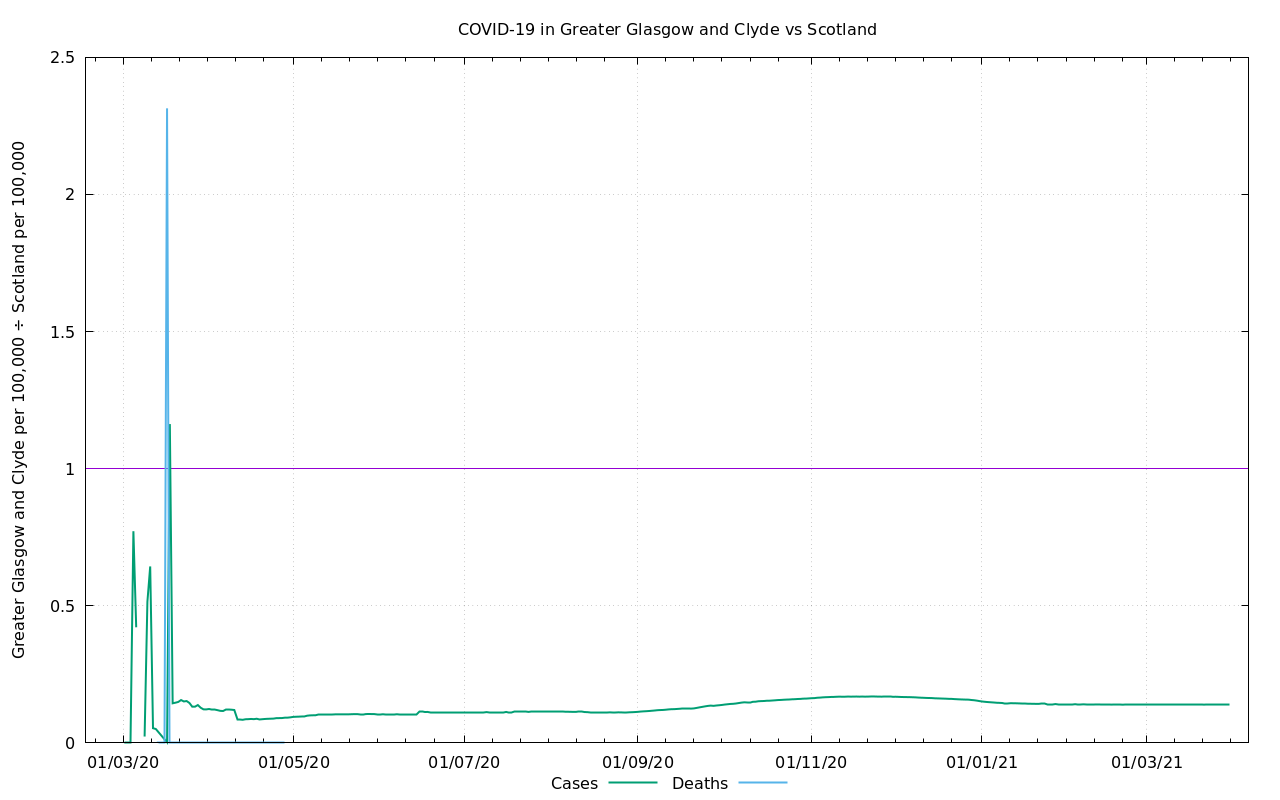 COVID-19 in Greater Glasgow and Clyde vs Scotland
Greater Glasgow and Clyde per 100,000 ÷ Scotland per 100,000
2.5
2
1.5
1
0.5
0
01/03/20 01/05/20 01/07/20 01/09/20 01/11/20 01/01/21 01/03/21
Cases Deaths